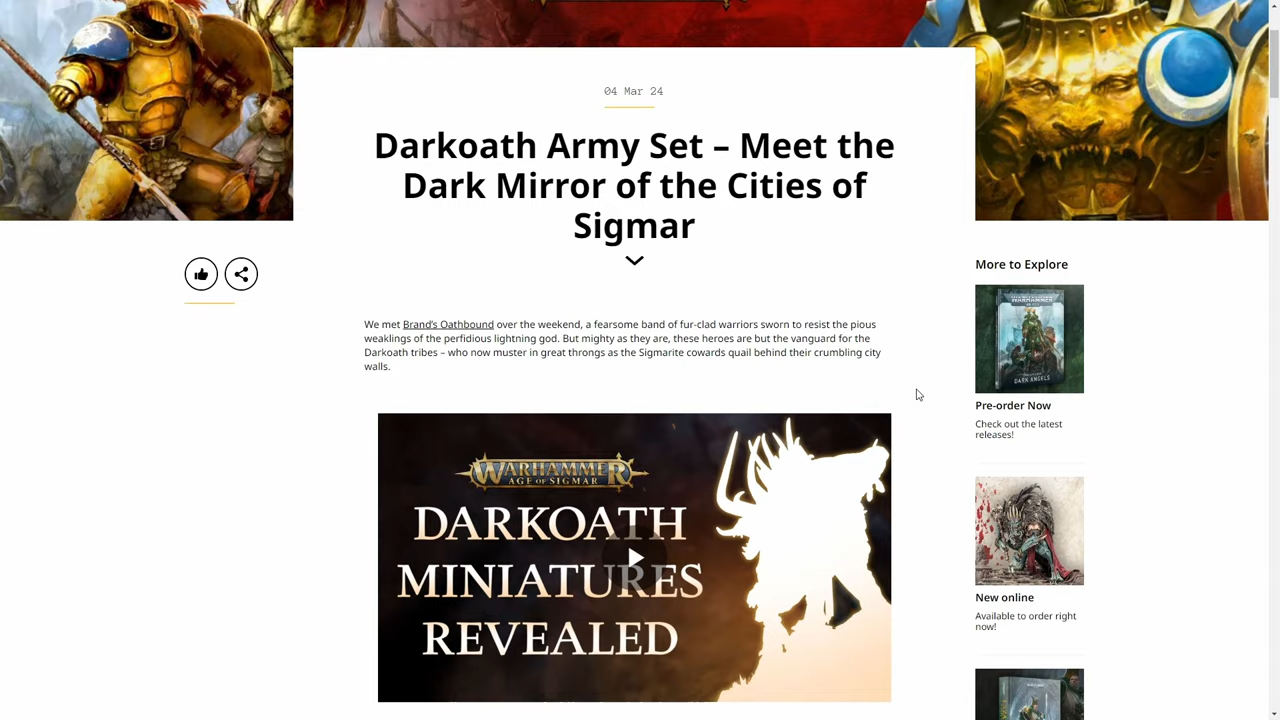 04 Mar 24
Darkoath Army Set – Meet the
Dark Mirror of the Cities of
Sigmar
More to Explore
We met Brand's Oathbound over the weekend, a fearsome band of fur-clad warriors sworn to resist the pious
weaklings of the perfidious lightning god. But mighty as they are, these heroes are but the vanguard for the
Darkoath tribes – who now muster in great throngs as the Sigmarite cowards quail behind their crumbling city
walls.
WARHAMMER
DARK ANGELS
Pre-order Now
Check out the latest
releases!
WARHAMMER
AGE OF SIGMAR
DARKOATH
MINIATURES
REVEALED
New online
Available to order right
now!